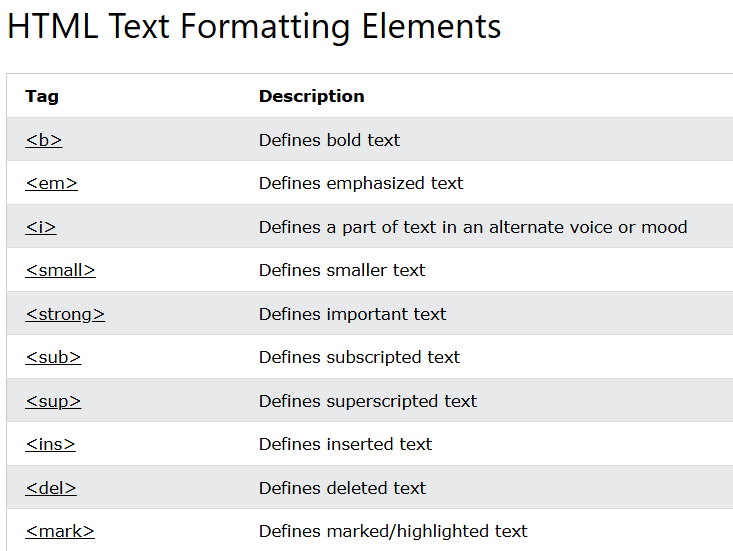 HTML Text Formatting Elements
Tag Description
<b> Defines bold text
<em> Defines emphasized text
<i> Defines a part of text in an alternate voice or mood
<small> Defines smaller text
<strong> Defines important text
<sub> Defines subscripted text
<sup> Defines superscripted text
<ins> Defines inserted text
<del> Defines deleted text
<mark> Defines marked/highlighted text